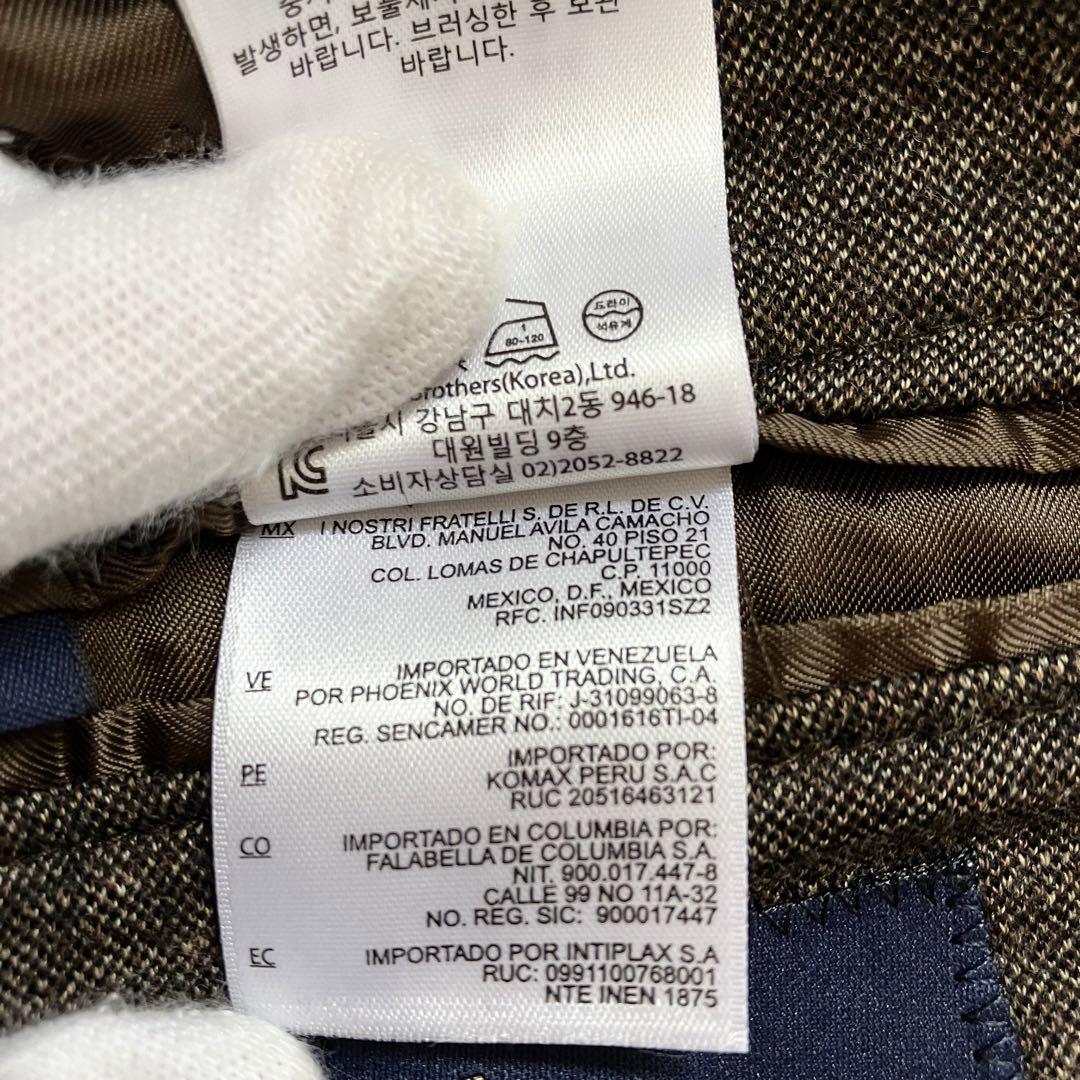 발생하면, 보풀제거
바랍니다. 브러싱한 후 보관
바랍니다.
1
80~120
드라이
석유계
Brothers(Korea),Ltd.
강남구 대치2동 946-18
대원빌딩 9층
소비자상담실 02)2052-8822
MX I NOSTRI FRATELLI S. DE R.L. DE C.V.
BLVD. MANUEL AVILA CAMACHO
NO. 40 PISO 21
COL. LOMAS DE CHAPULTEPEC
C.P. 11000
MEXICO, D.F., MEXICO
RFC. INF090331SZ2
VE IMPORTADO EN VENEZUELA
POR PHOENIX WORLD TRADING, C.A.
NO. DE RIF: J-31099063-8
REG. SENCAMER NO.: 0001616TI-04
PE IMPORTADO POR:
KOMAX PERU S.A.C
RUC 20516463121
CO IMPORTADO EN COLUMBIA POR:
FALABELLA DE COLUMBIA S.A.
NIT. 900.017.447-8
CALLE 99 NO 11A-32
NO. REG. SIC: 900017447
EC IMPORTADO POR INTIPLAX S.A
RUC: 0991100768001
NTE INEN 1875